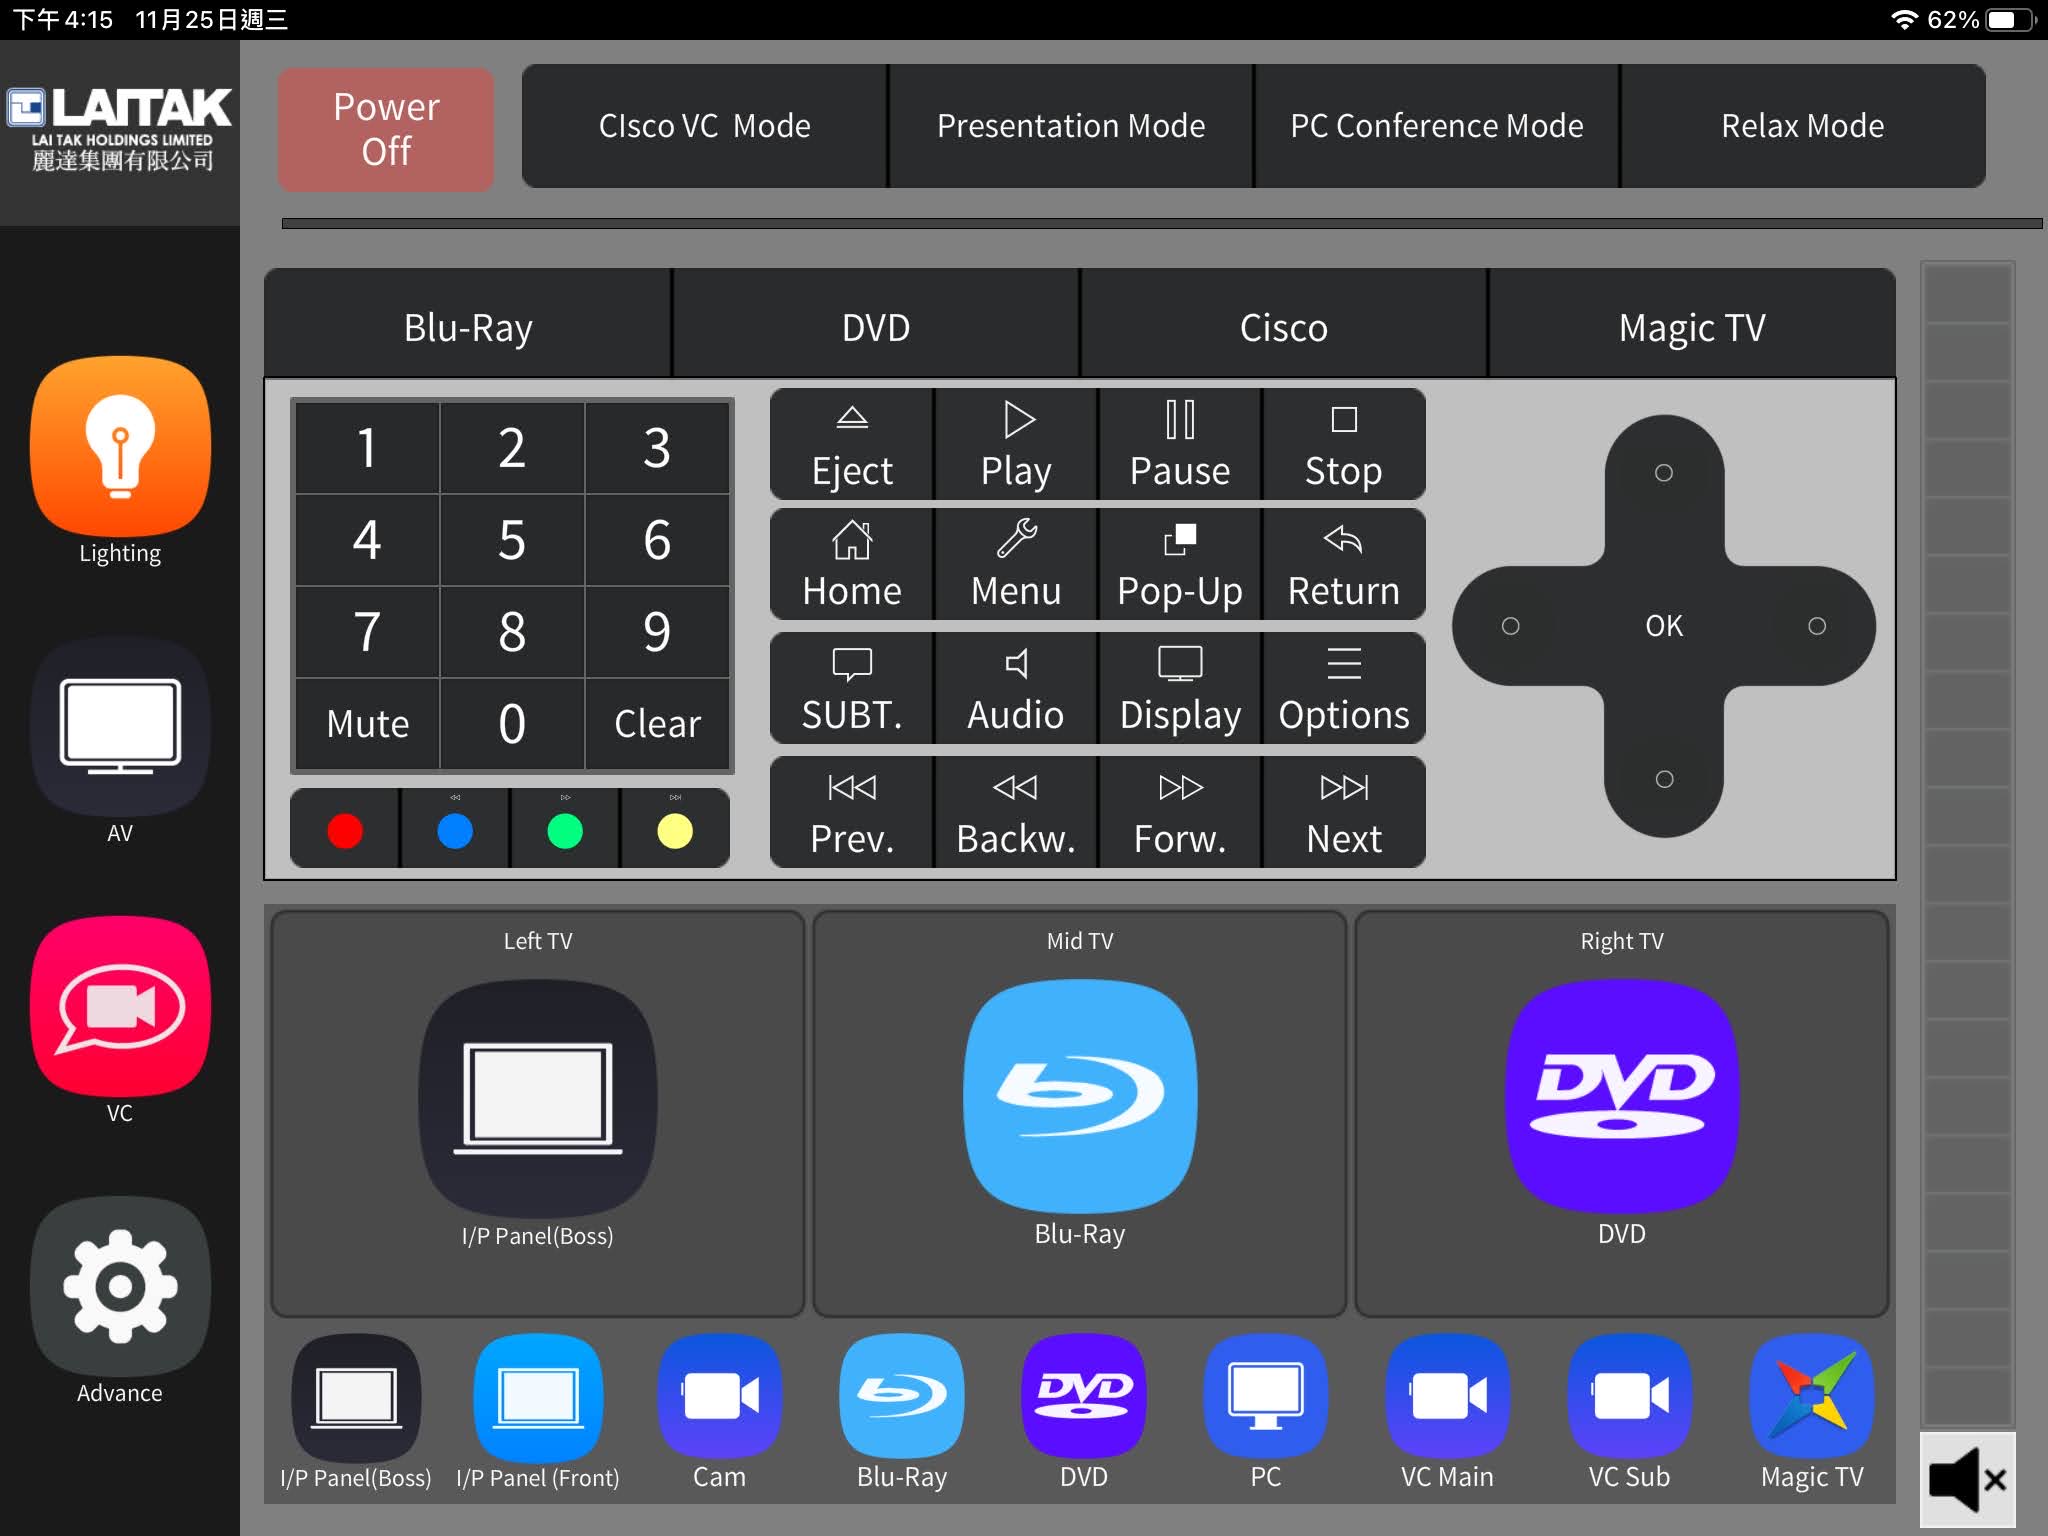 下午4:15 11月25日週三
62%
LAITAK
LAI TAK HOLDINGS LIMITED
麗達集團有限公司
Power
Off
CIsco VC  Mode
Presentation Mode
PC Conference Mode
Relax Mode
Blu-Ray
DVD
Cisco
Magic TV
1 2 3
4 5 6
7 8 9
Mute 0 Clear
Eject Play Pause Stop
Home Menu Pop-Up Return
SUBT. Audio Display Options
Prev. Backw. Forw. Next
OK
Lighting
AV
VC
Advance
Left TV
I/P Panel(Boss)
Mid TV
Blu-Ray
Right TV
DVD
DVD
I/P Panel(Boss)
I/P Panel (Front)
Cam
Blu-Ray
DVD
DVD
PC
VC Main
VC Sub
Magic TV